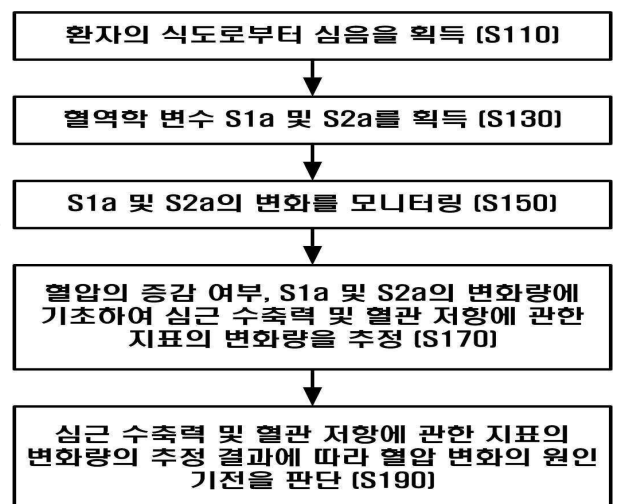 환자의 식도로부터 심음을 획득 (S110)
혈역학 변수 S1a 및 S2a를 획득 (S130)
S1a 및 S2a의 변화를 모니터링 (S150)
혈압의 증감 여부, S1a 및 S2a의 변화량에
기초하여 심근 수축력 및 혈관 저항에 관한
지표의 변화량을 추정 (S170)
심근 수축력 및 혈관 저항에 관한 지표의
변화량의 추정 결과에 따라 혈압 변화의 원인
기전을 판단 (S190)